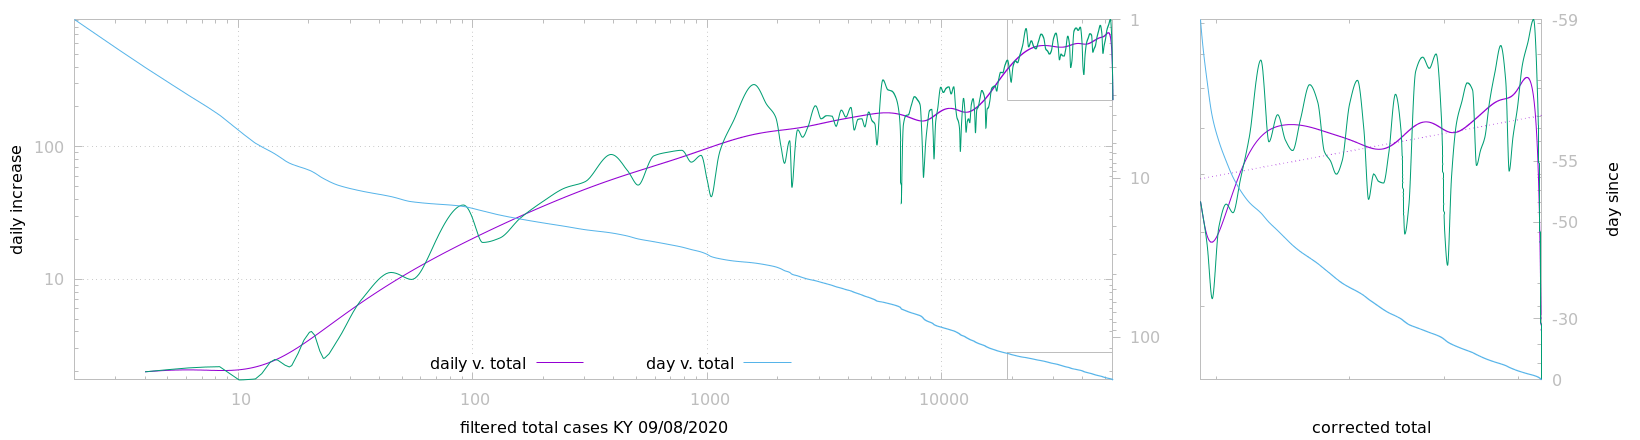 1
-59
100
10
-55
-50
daily increase
day since
10
100
-30
daily v. total
day v. total
0
10
100
1000
10000
filtered total cases KY 09/08/2020
corrected total